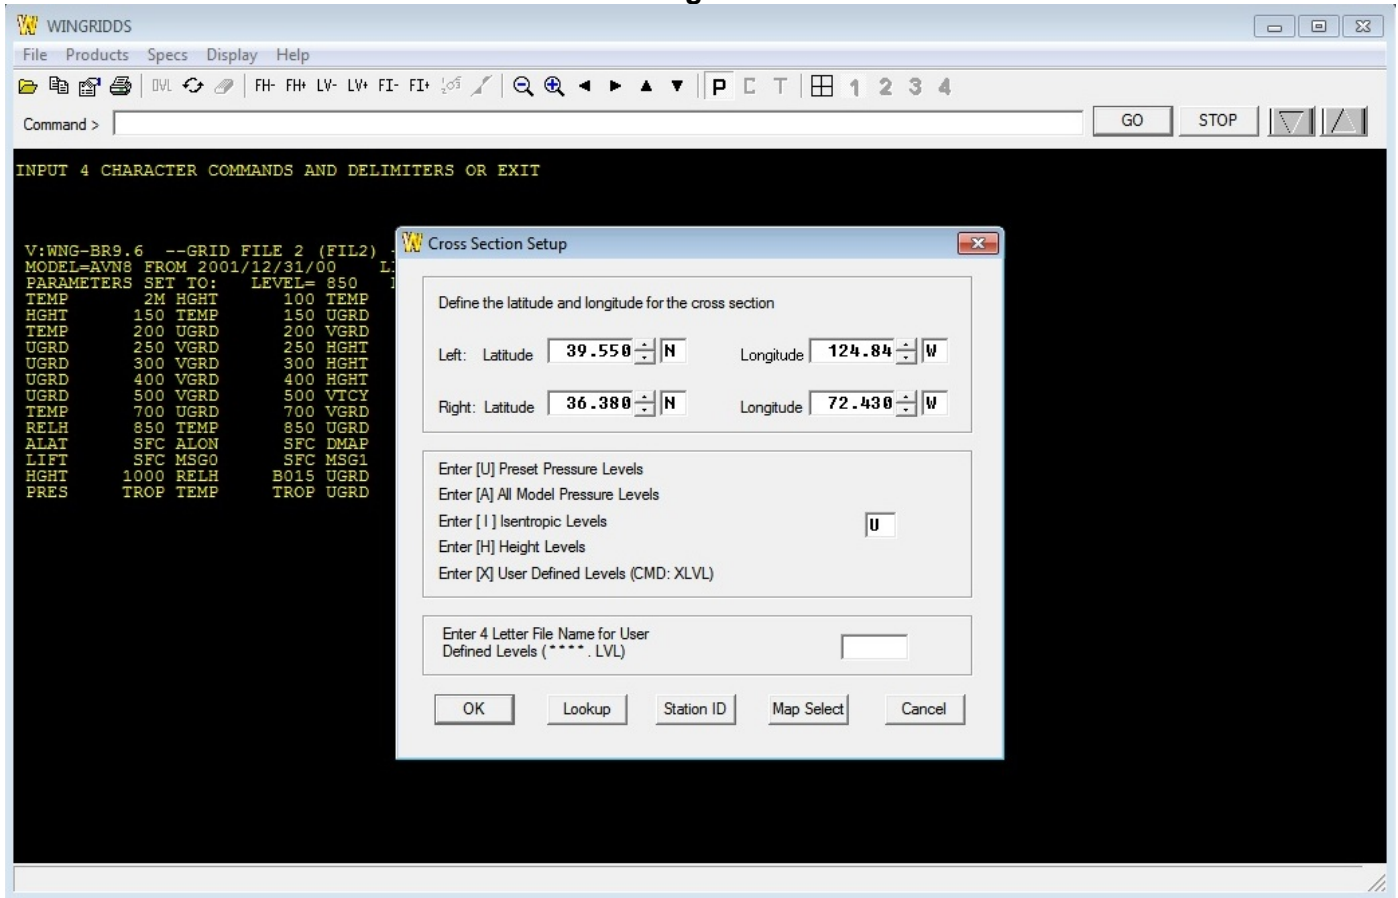 WINGRIDDS
File Products Specs Display Help
OVL FH- FH+ LV- LV+ FI- FI+ P C T 1 2 3 4
Command > GO STOP
INPUT 4 CHARACTER COMMANDS AND DELIMITERS OR EXIT
V:WNG-BR9.6 --GRID FILE 2 (FIL2)
MODEL=AVN8 FROM 2001/12/31/00
PARAMETERS SET TO: LEVEL= 850
TEMP 2M HGHT 100 TEMP
HGHT 150 TEMP 150 UGRD
TEMP 200 UGRD 200 VGRD
UGRD 250 VGRD 250 HGHT
UGRD 300 VGRD 300 HGHT
UGRD 400 VGRD 400 HGHT
UGRD 500 VGRD 500 VTCY
TEMP 700 UGRD 700 VGRD
RELH 850 TEMP 850 UGRD
ALAT SFC ALON SFC DMAP
LIFT SFC MSG0 SFC MSG1
HGHT 1000 RELH B015 UGRD
PRES TROP TEMP TROP UGRD
Cross Section Setup
Define the latitude and longitude for the cross section
Left: Latitude 39.550 N Longitude 124.84 W
Right: Latitude 36.380 N Longitude 72.430 W
Enter [U] Preset Pressure Levels
Enter [A] All Model Pressure Levels
Enter [ I ] Isentropic Levels
U
Enter [H] Height Levels
Enter [X] User Defined Levels (CMD: XLVL)
Enter 4 Letter File Name for User
Defined Levels ( * * * * . LVL)
OK Lookup Station ID Map Select Cancel